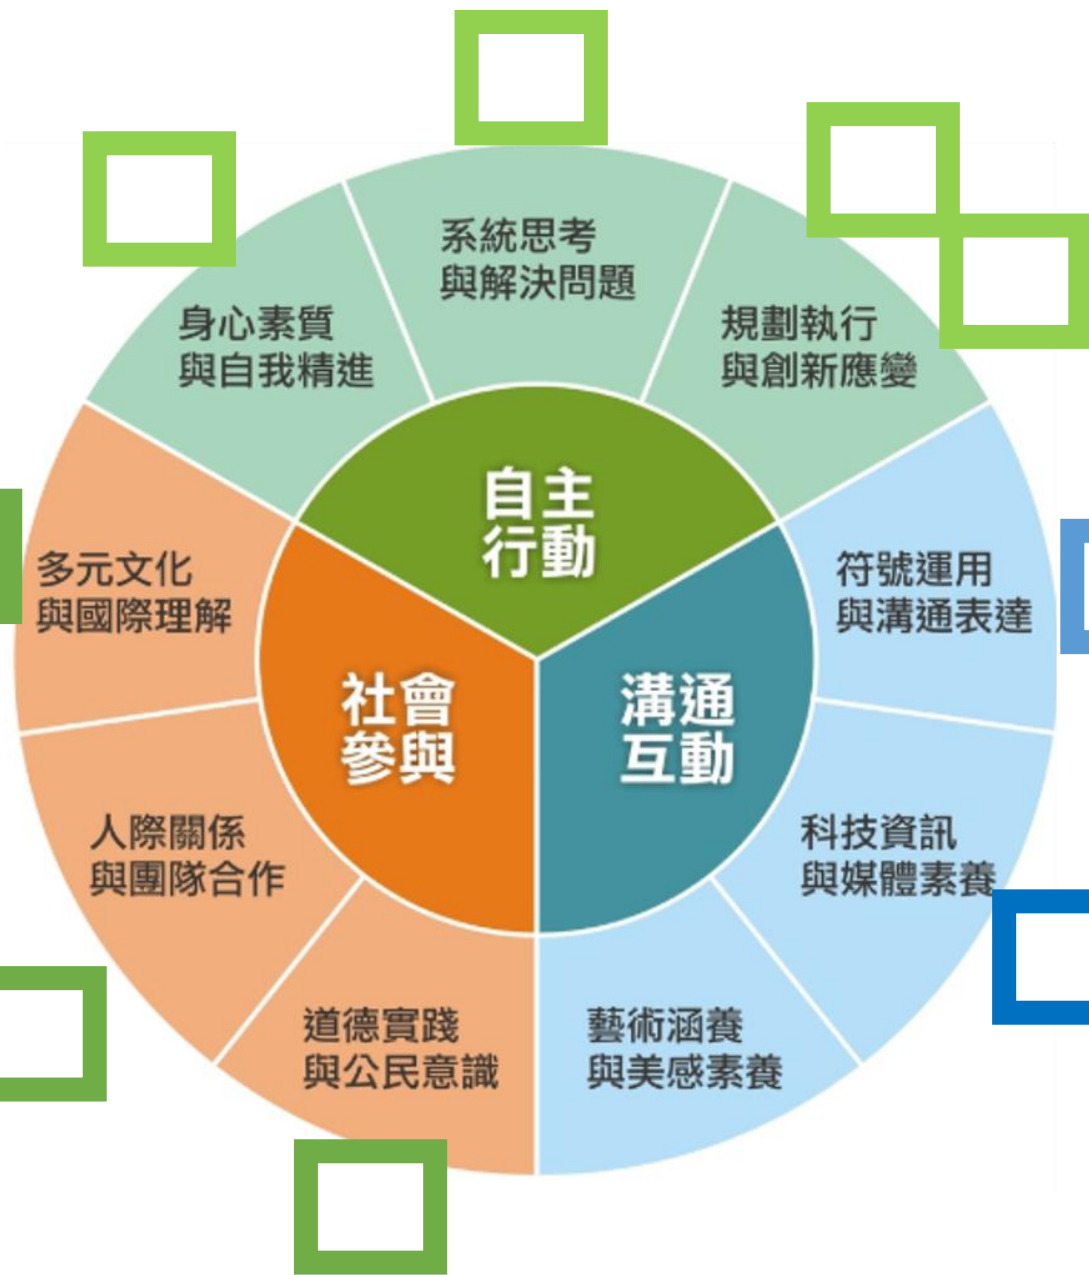 系統思考
與解決問題
身心素質
與自我精進
規劃執行
與創新應變
自主
行動
多元文化
與國際理解
符號運用
與溝通表達
社會
參與
溝通
互動
人際關係
與團隊合作
科技資訊
與媒體素養
道德實踐
與公民意識
藝術涵養
與美感素養